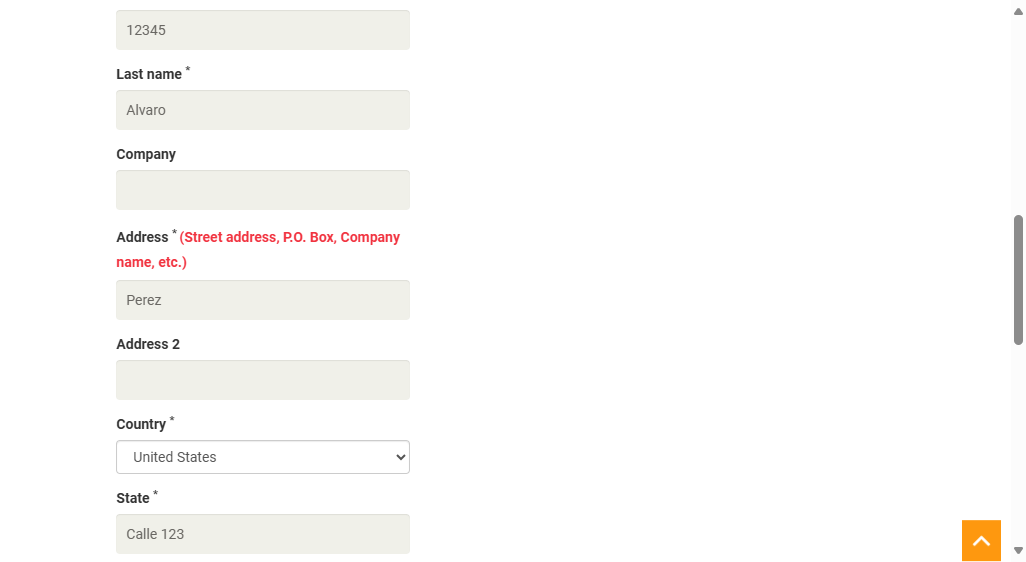 12345
Last name *
Alvaro
Company
Address * (Street address, P.O. Box, Company
name, etc.)
Perez
Address 2
Country *
United States
State *
Calle 123